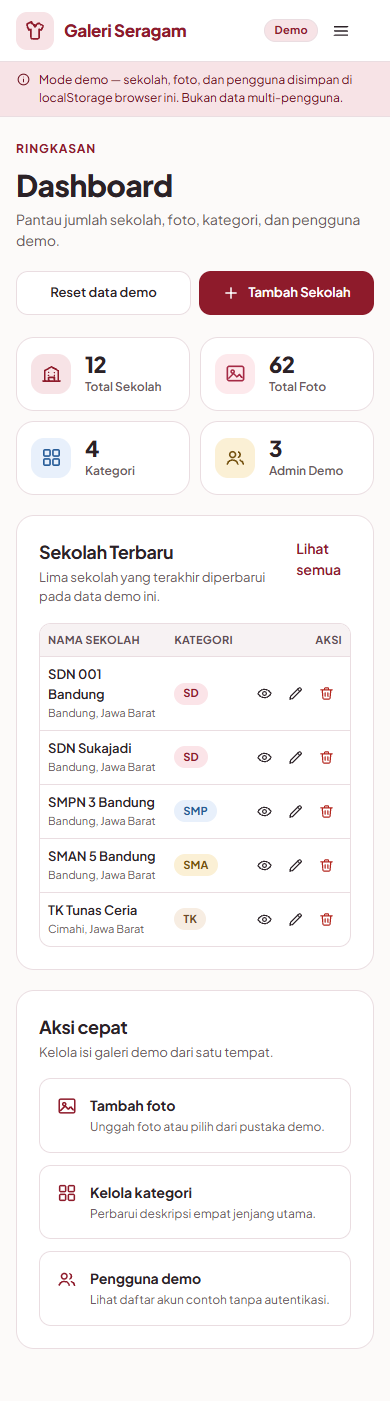 Galeri Seragam
Demo
Mode demo — sekolah, foto, dan pengguna disimpan di
localStorage browser ini. Bukan data multi-pengguna.
RINGKASAN
Dashboard
Pantau jumlah sekolah, foto, kategori, dan pengguna
demo.
Reset data demo
Tambah Sekolah
12
Total Sekolah
62
Total Foto
4
Kategori
3
Admin Demo
Sekolah Terbaru
Lima sekolah yang terakhir diperbarui
pada data demo ini.
Lihat
semua
NAMA SEKOLAH KATEGORI AKSI
SDN 001
Bandung
Bandung, Jawa Barat
SD
SDN Sukajadi
Bandung, Jawa Barat
SD
SMPN 3 Bandung
Bandung, Jawa Barat
SMP
SMAN 5 Bandung
Bandung, Jawa Barat
SMA
TK Tunas Ceria
Cimahi, Jawa Barat
TK
Aksi cepat
Kelola isi galeri demo dari satu tempat.
Tambah foto
Unggah foto atau pilih dari pustaka demo.
Kelola kategori
Perbarui deskripsi empat jenjang utama.
Pengguna demo
Lihat daftar akun contoh tanpa autentikasi.